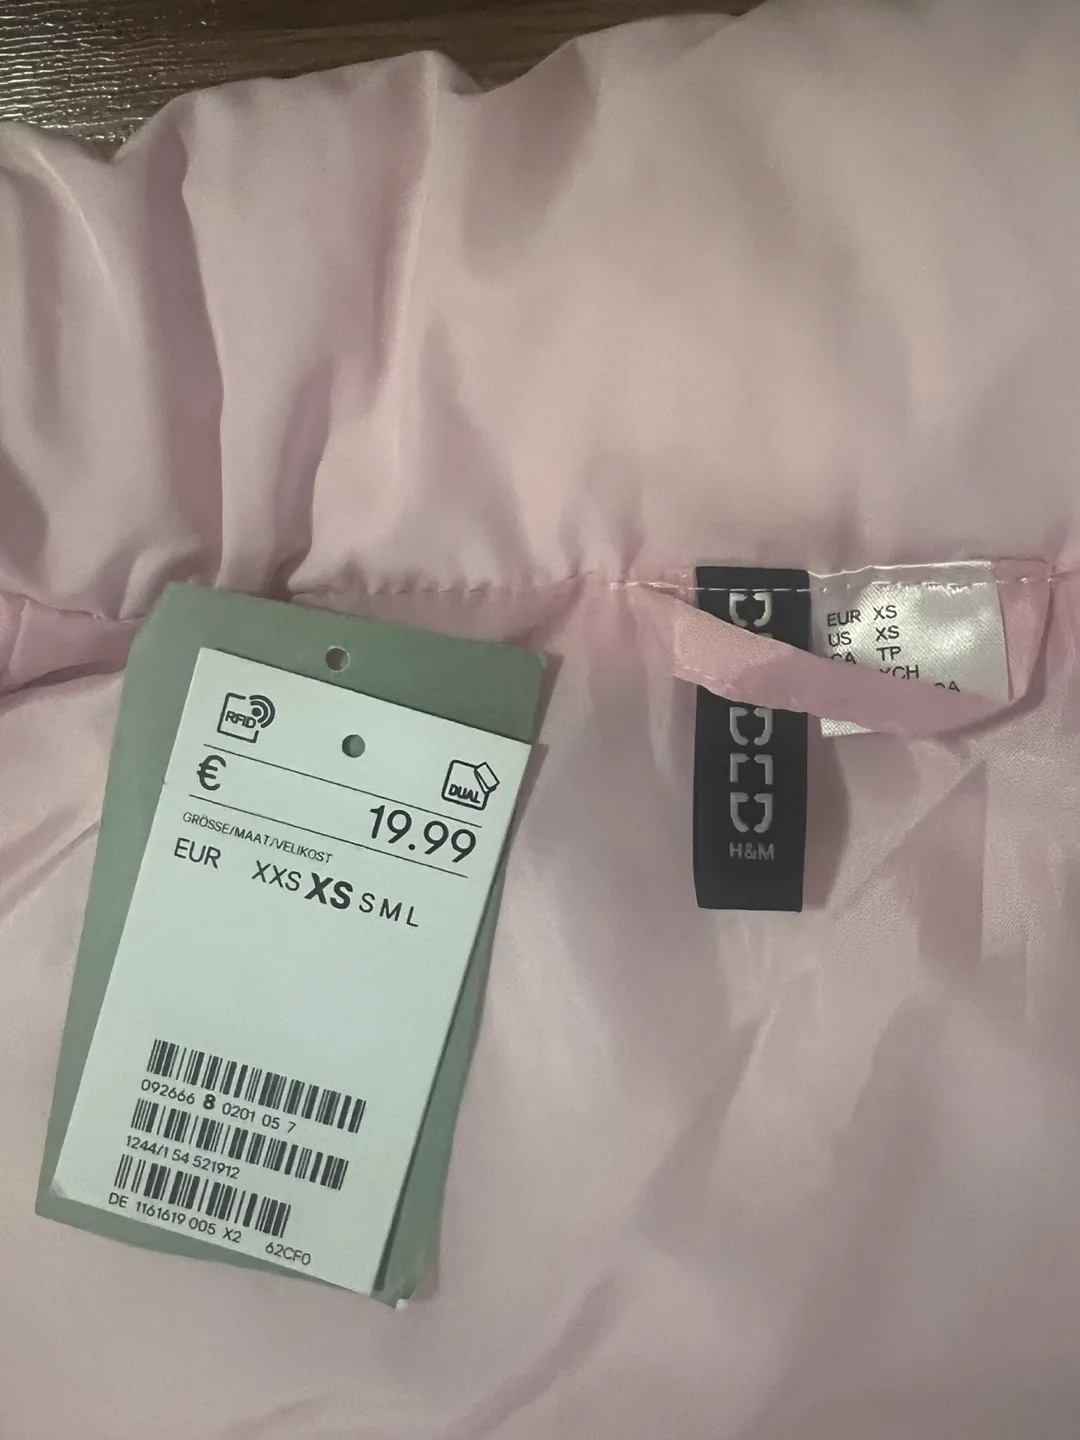 RFID
DUAL
€ 19.99
GRÖSSE/MAAT/VELIKOST
EUR XXS XS S M L
092666 8 0201 05 7
1244/1 54 521912
DE 1161619 005 X2 62CF0
H&M
EUR XS
US XS
CA TP